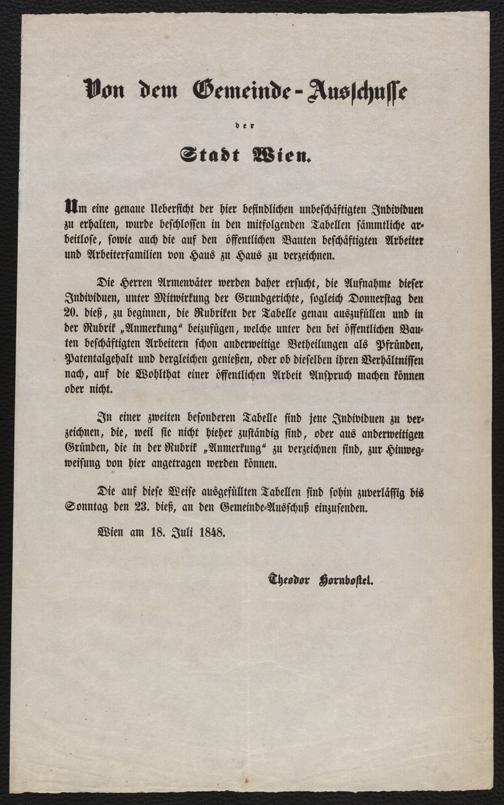 Von dem Gemeinde-Ausschusse
der
Stadt Wien.
Um eine genaue Uebersicht der hier befindlichen unbeschäftigten Individuen
zu erhalten, wurde beschlossen in den mitfolgenden Tabellen sämmtliche ar-
beitlose, sowie auch die auf den öffentlichen Bauten beschäftigten Arbeiter
und Arbeiterfamilien von Haus zu Haus zu verzeichnen.
Die Herren Armenväter werden daher ersucht, die Aufnahme dieser
Individuen, unter Mitwirkung der Grundgerichte, sogleich Donnerstag den
20. dieß, zu beginnen, die Rubriken der Tabelle genau auszufüllen und in
der Rubrik „Anmerkung“ beizufügen, welche unter den bei öffentlichen Bau-
ten beschäftigten Arbeitern schon anderweitige Betheilungen als Pfründen,
Patentalgehalt und dergleichen genießen, oder ob dieselben ihren Verhältnissen
nach, auf die Wohlthat einer öffentlichen Arbeit Anspruch machen können
oder nicht.
In einer zweiten besonderen Tabelle sind jene Individuen zu ver-
zeichnen, die, weil sie nicht hieher zuständig sind, oder aus anderweitigen
Gründen, die in der Rubrik „Anmerkung“ zu verzeichnen sind, zur Hinweg-
weisung von hier angetragen werden können.
Die auf diese Weise ausgefüllten Tabellen sind sohin zuverlässig bis
Sonntag den 23. dieß, an den Gemeinde-Ausschuß einzusenden.
Wien am 18. Juli 1848.
Theodor Hornbostel.